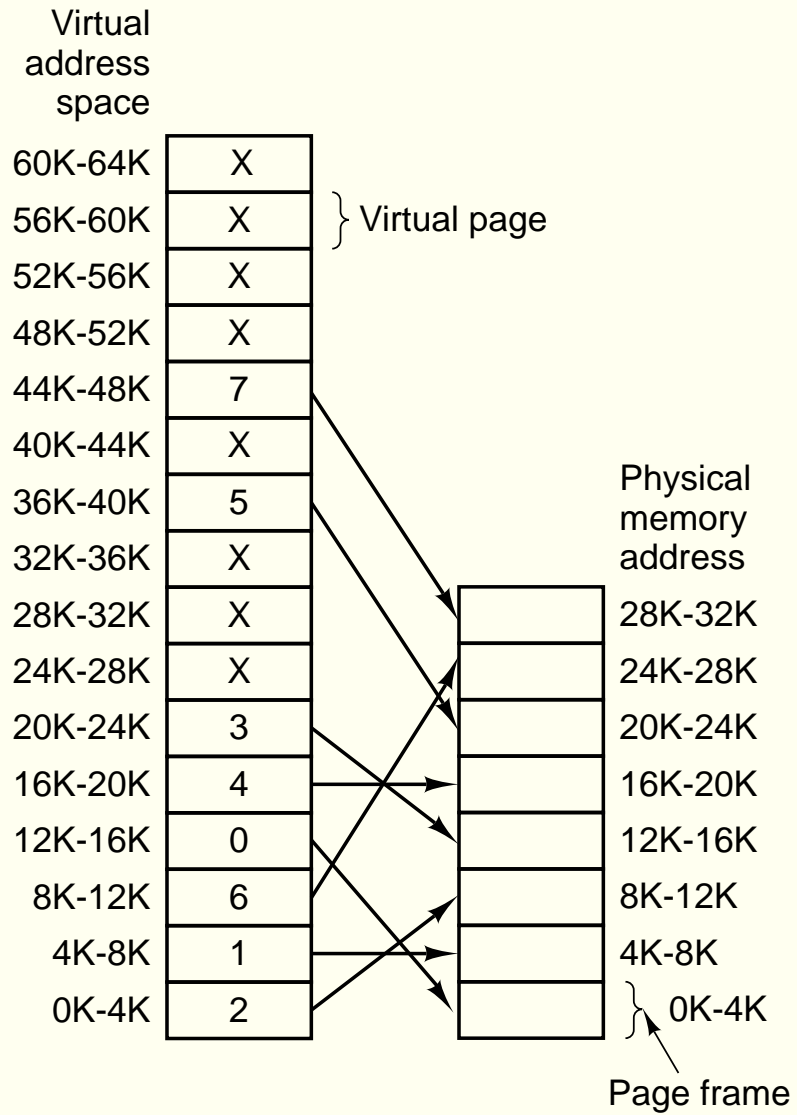 Virtual
address
space
60K-64K X
56K-60K X Virtual page
52K-56K X
48K-52K X
44K-48K 7
40K-44K X
36K-40K 5
32K-36K X
28K-32K X
24K-28K X
20K-24K 3
16K-20K 4
12K-16K 0
8K-12K 6
4K-8K 1
0K-4K 2
Physical
memory
address
28K-32K
24K-28K
20K-24K
16K-20K
12K-16K
8K-12K
4K-8K
0K-4K
Page frame